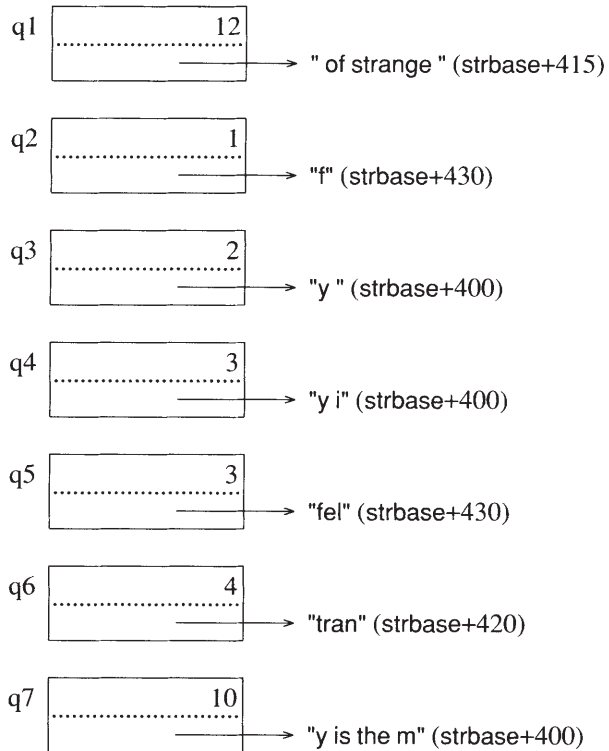 q1 12
" of strange " (strbase+415)
q2 1
"f" (strbase+430)
q3 2
"y " (strbase+400)
q4 3
"y i" (strbase+400)
q5 3
"fel" (strbase+430)
q6 4
"tran" (strbase+420)
q7 10
"y is the m" (strbase+400)